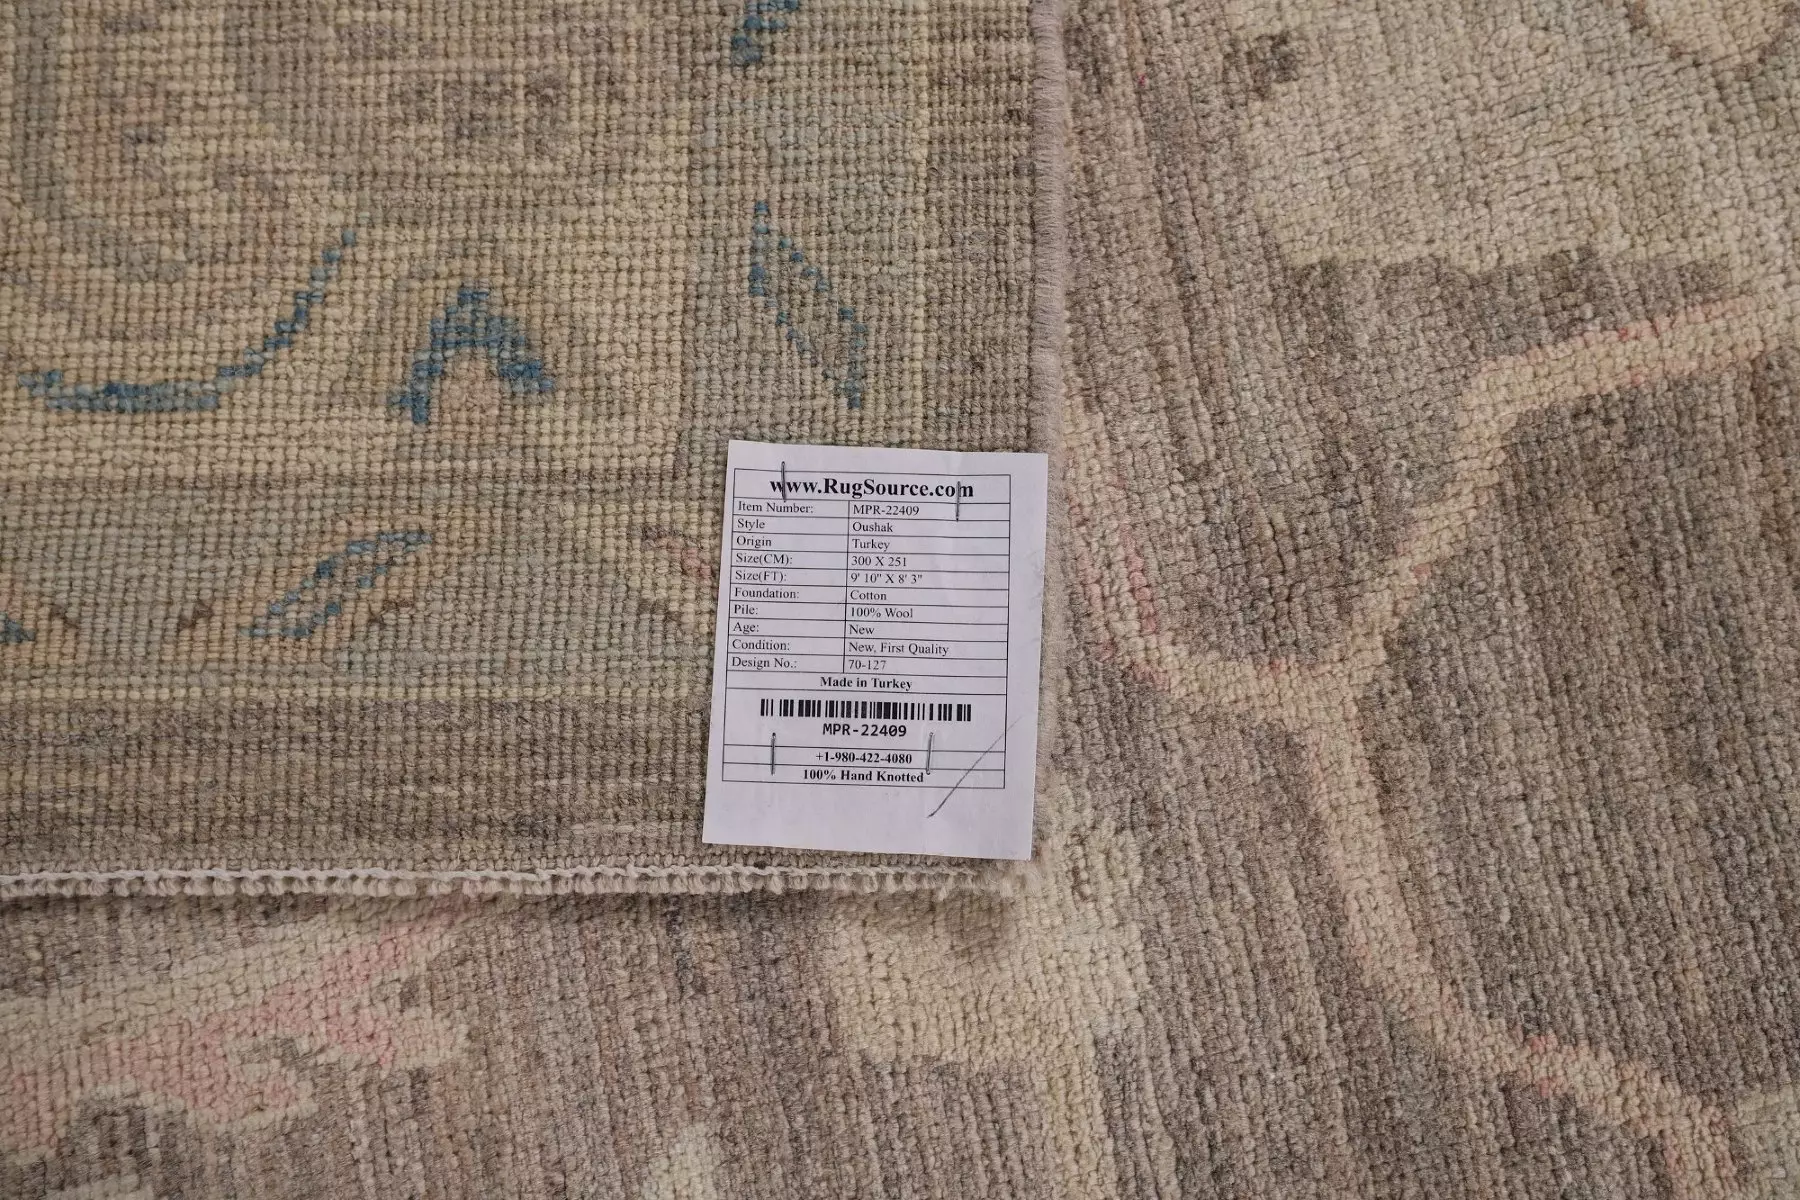 www.RugSource.com
Item Number: MPR-22409
Style Oushak
Origin Turkey
Size(CM): 300 X 251
Size(FT): 9' 10" X 8' 3"
Foundation: Cotton
Pile: 100% Wool
Age: New
Condition: New, First Quality
Design No.: 70-127
Made in Turkey
MPR-22409
+1-980-422-4080
100% Hand Knotted